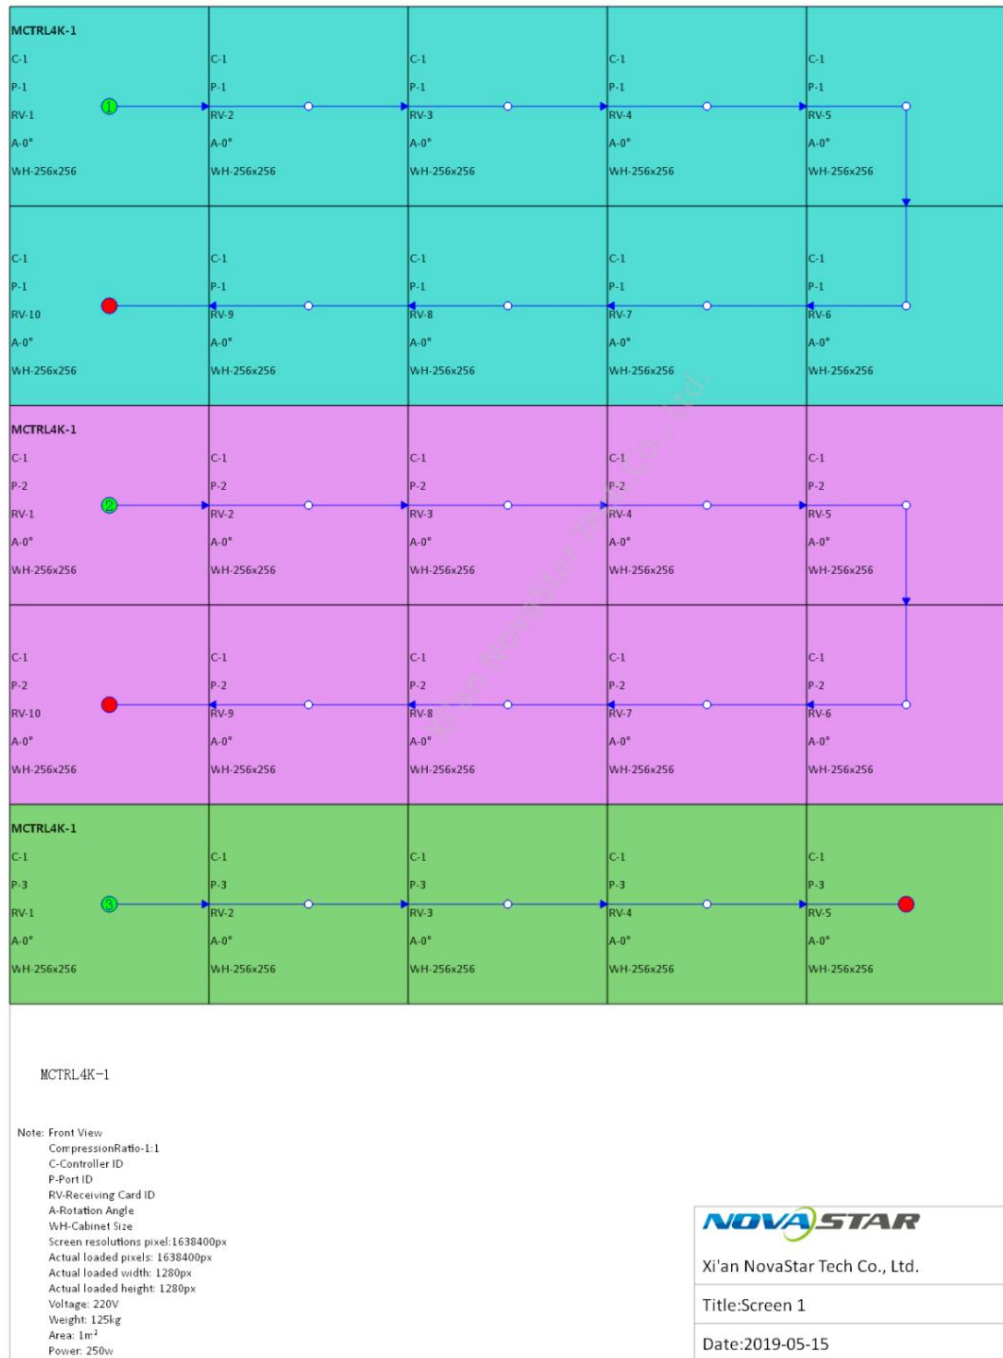 MCTRL4K-1
C-1 C-1 C-1 C-1 C-1
P-1 P-1 P-1 P-1 P-1
1
RV-1 RV-2 RV-3 RV-4 RV-5
A-0° A-0° A-0° A-0° A-0°
WH-256x256 WH-256x256 WH-256x256 WH-256x256 WH-256x256
C-1 C-1 C-1 C-1 C-1
P-1 P-1 P-1 P-1 P-1
RV-10 RV-9 RV-8 RV-7 RV-6
A-0° A-0° A-0° A-0° A-0°
WH-256x256 WH-256x256 WH-256x256 WH-256x256 WH-256x256
MCTRL4K-1
C-1 C-1 C-1 C-1 C-1
P-2 P-2 P-2 P-2 P-2
2
RV-1 RV-2 RV-3 RV-4 RV-5
A-0° A-0° A-0° A-0° A-0°
WH-256x256 WH-256x256 WH-256x256 WH-256x256 WH-256x256
C-1 C-1 C-1 C-1 C-1
P-2 P-2 P-2 P-2 P-2
RV-10 RV-9 RV-8 RV-7 RV-6
A-0° A-0° A-0° A-0° A-0°
WH-256x256 WH-256x256 WH-256x256 WH-256x256 WH-256x256
MCTRL4K-1
C-1 C-1 C-1 C-1 C-1
P-3 P-3 P-3 P-3 P-3
3
RV-1 RV-2 RV-3 RV-4 RV-5
A-0° A-0° A-0° A-0° A-0°
WH-256x256 WH-256x256 WH-256x256 WH-256x256 WH-256x256
MCTRL4K-1
Note: Front View
CompressionRatio-1:1
C-Controller ID
P-Port ID
RV-Receiving Card ID
A-Rotation Angle
WH-Cabinet Size
Screen resolutions pixel:1638400px
Actual loaded pixels: 1638400px
Actual loaded width: 1280px
Actual loaded height: 1280px
Voltage: 220V
Weight: 125kg
Area: 1m²
Power: 250w
NOVASTAR
Xi'an NovaStar Tech Co., Ltd.
Title:Screen 1
Date:2019-05-15
Xi'an NovaStar Tech Co., Ltd.